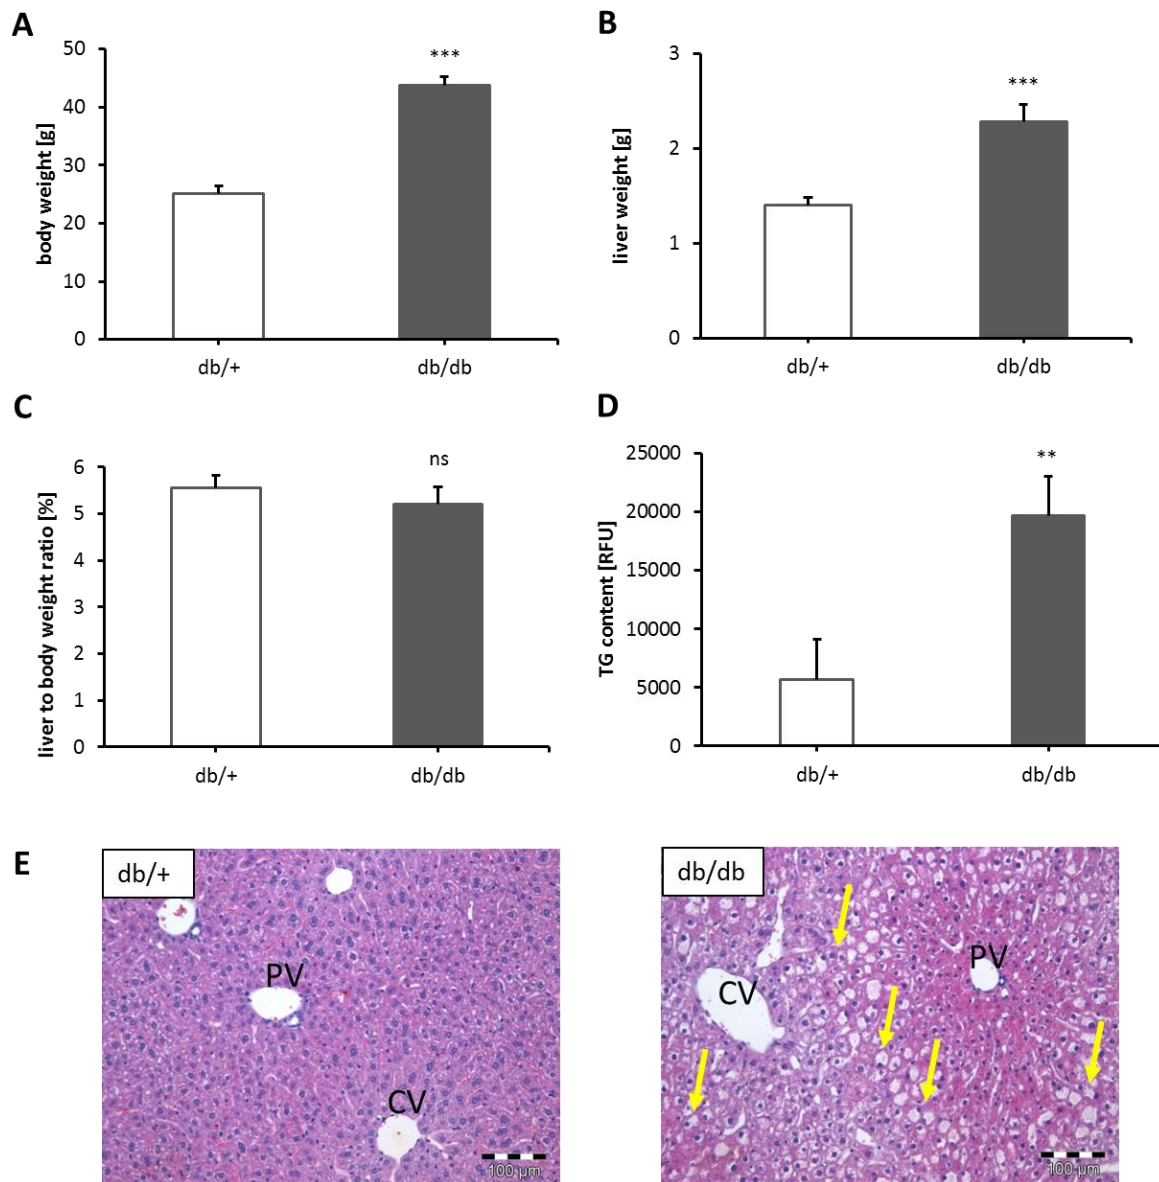 A
body weight [g]
50
40
30
20
10
0
***
db/+ db/db
B
liver weight [g]
3
2
1
0
***
db/+ db/db
C
liver to body weight ratio [%]
6
5
4
3
2
1
0
ns
db/+ db/db
D
TG content [RFU]
25000
20000
15000
10000
5000
0
**
db/+ db/db
E
db/+
PV
CV
100 µm
db/db
PV
CV
100 µm